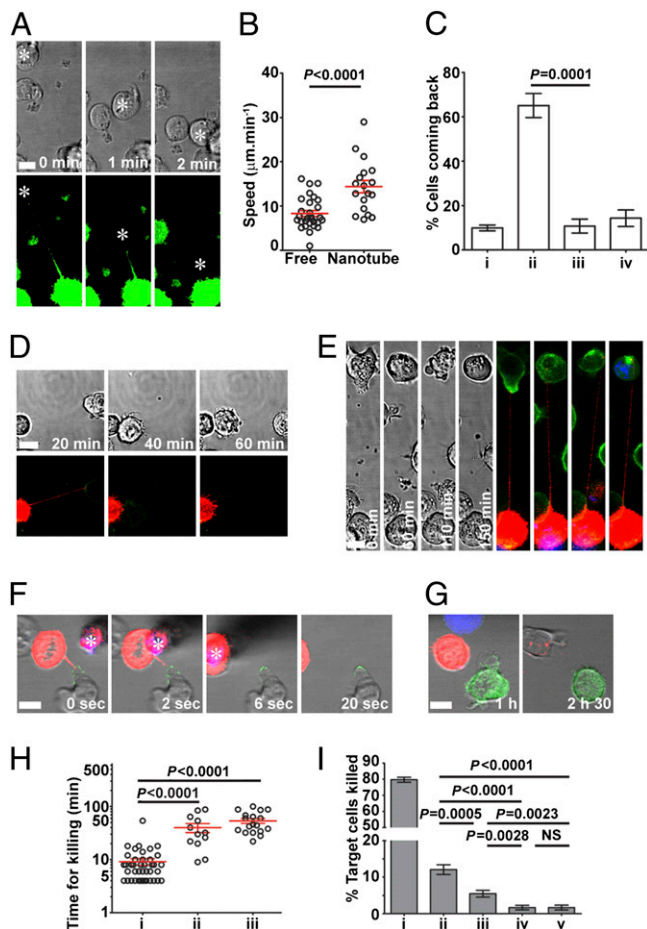 A
*
0 min
*
1 min
*
2 min
*
*
*
B
P<0.0001
Speed (µm.min⁻¹)
40
30
20
10
0
Free Nanotube
C
P=0.0001
% Cells coming back
80
60
40
20
0
i ii iii iv
D
20 min
40 min
60 min
E
0 min
150 min
F
*
0 sec
*
2 sec
*
6 sec
20 sec
G
1 h
2 h 30
H
P<0.0001
P<0.0001
Time for killing (min)
500
100
50
10
5
1
i ii iii
I
P<0.0001
P<0.0001
P=0.0005 P=0.0023
P=0.0028 NS
% Target cells killed
90
80
70
60
50
20
10
0
i ii iii iv v